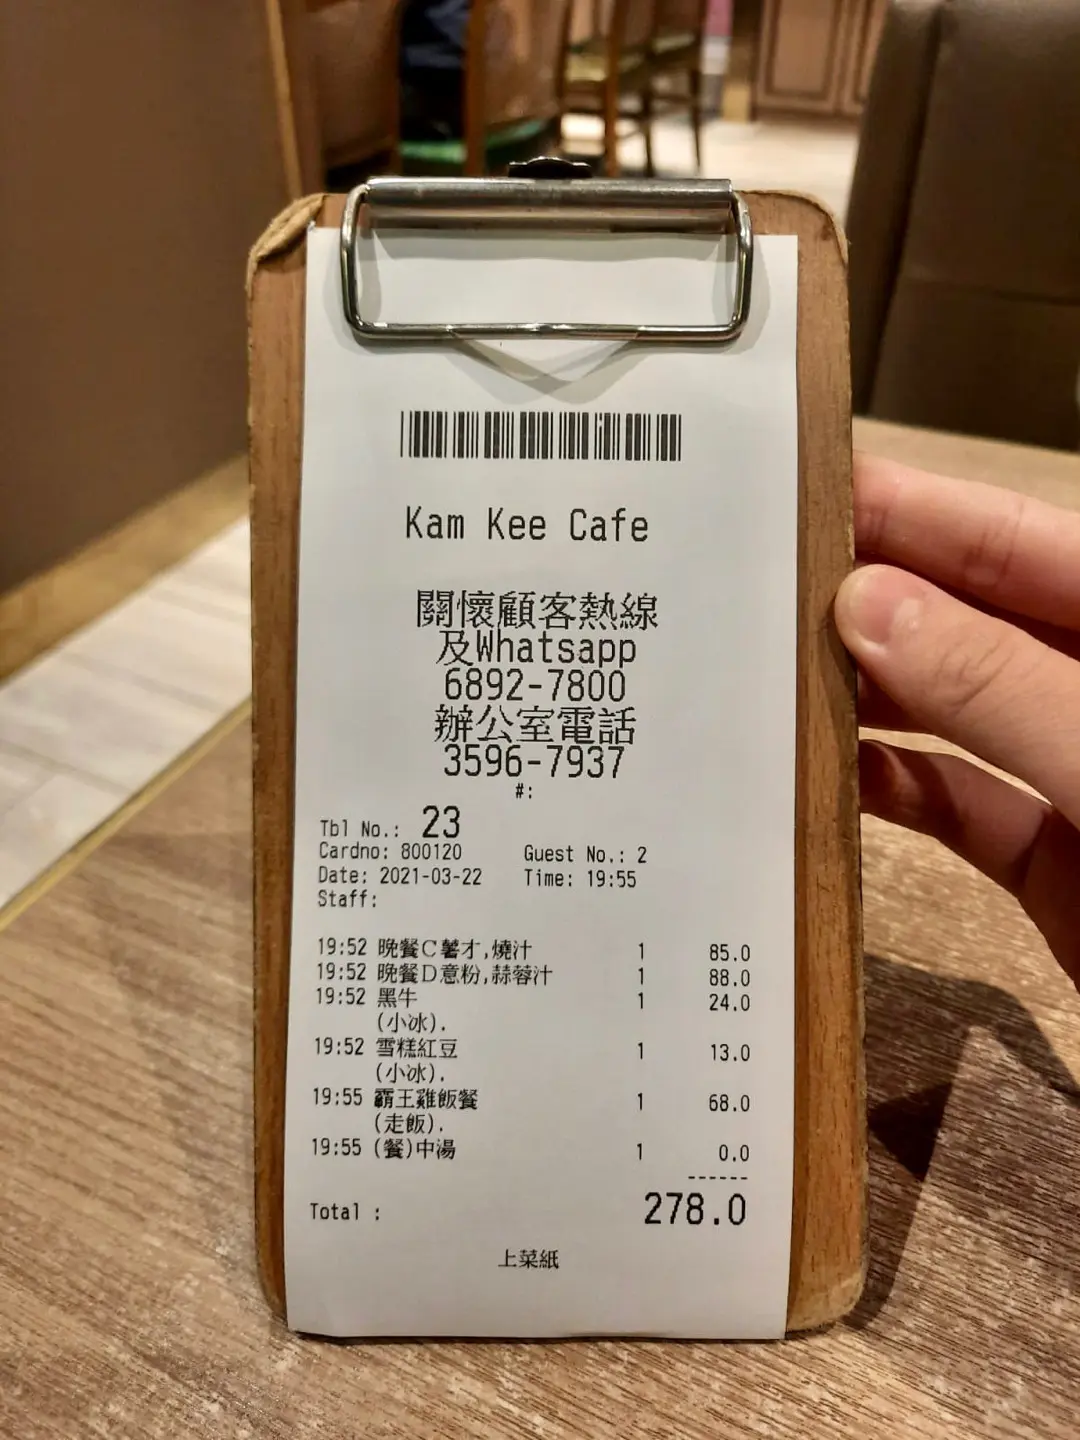 Kam Kee Cafe
關懷顧客熱線
及Whatsapp
6892-7800
辦公室電話
3596-7937
#:
Tbl No.: 23
Cardno: 800120 Guest No.: 2
Date: 2021-03-22 Time: 19:55
Staff:
19:52 晚餐C薯才,燒汁 1 85.0
19:52 晚餐D意粉,蒜蓉汁 1 88.0
19:52 黑牛 1 24.0
(小冰).
19:52 雪糕紅豆 1 13.0
(小冰).
19:55 霸王雞飯餐 1 68.0
(走飯).
19:55 (餐)中湯 1 0.0
------
Total : 278.0
上菜紙